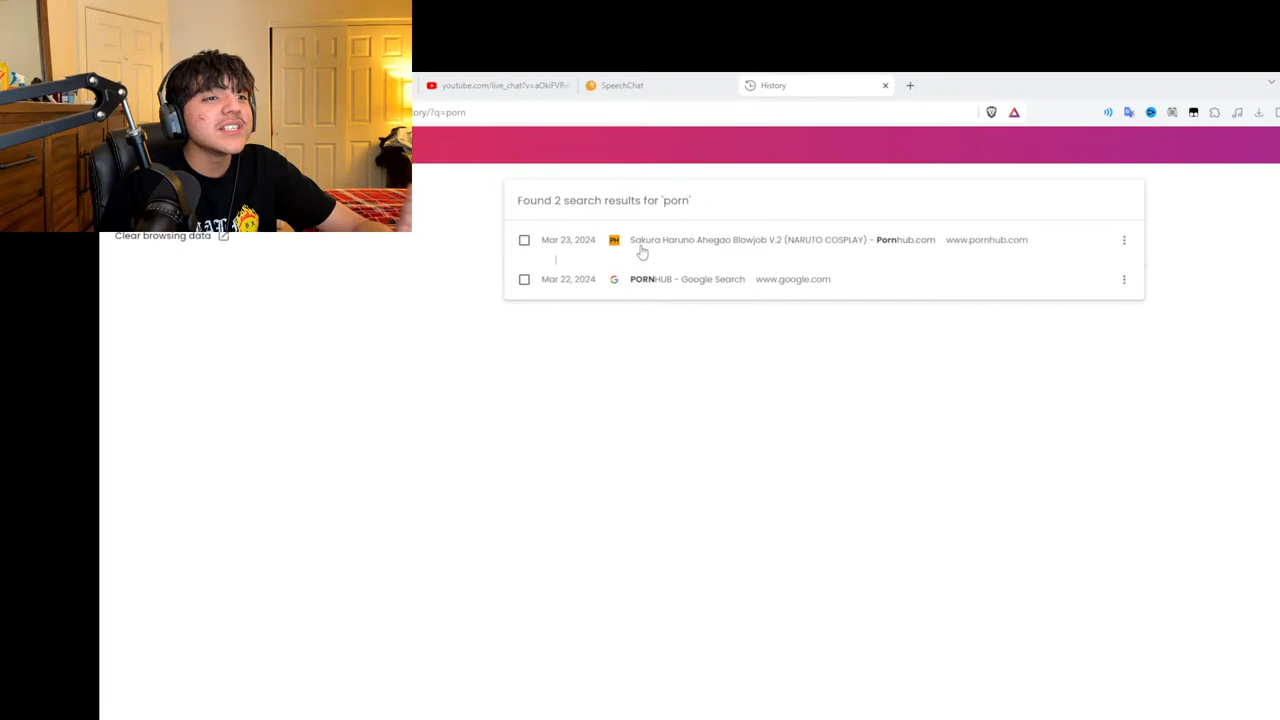 youtube.com/live_chat?v=aOkiFVR
SpeechChat
History
ory/?q=porn
Found 2 search results for 'porn'
Mar 23, 2024 PH Sakura Haruno Ahegao Blowjob V.2 (NARUTO COSPLAY) - Pornhub.com www.pornhub.com
Clear browsing data
Mar 22, 2024 G PORNHUB - Google Search www.google.com